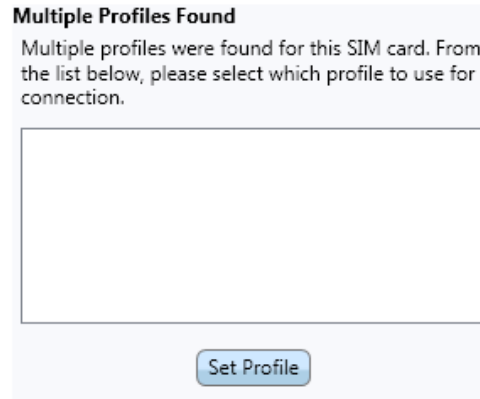 Multiple Profiles Found
Multiple profiles were found for this SIM card. From
the list below, please select which profile to use for
connection.
Set Profile